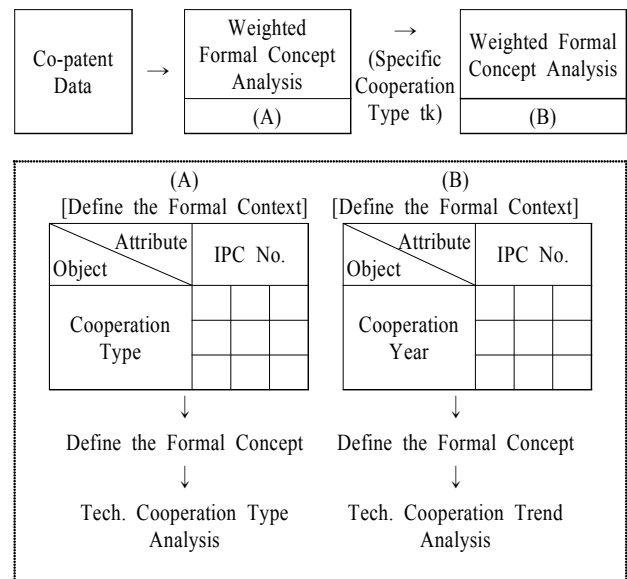 Co-patent
Data
→
Weighted
Formal Concept
Analysis
(A)
→
(Specific
Cooperation
Type tk)
Weighted Formal
Concept Analysis
(B)
(A)
[Define the Formal Context]
Attribute
Object
IPC No.
Cooperation
Type
↓
Define the Formal Concept
↓
Tech. Cooperation Type
Analysis
(B)
[Define the Formal Context]
Attribute
Object
IPC No.
Cooperation
Year
↓
Define the Formal Concept
↓
Tech. Cooperation Trend
Analysis